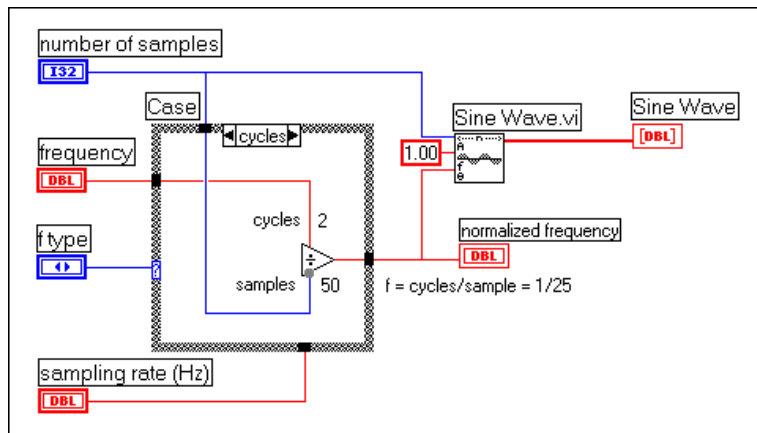 number of samples
I32
Case
cycles
Sine Wave.vi
Sine Wave
[DBL]
frequency
DBL
1.00
n
A
f
θ
cycles 2
normalized frequency
DBL
f type
?
÷
samples 50
f = cycles/sample = 1/25
sampling rate (Hz)
DBL